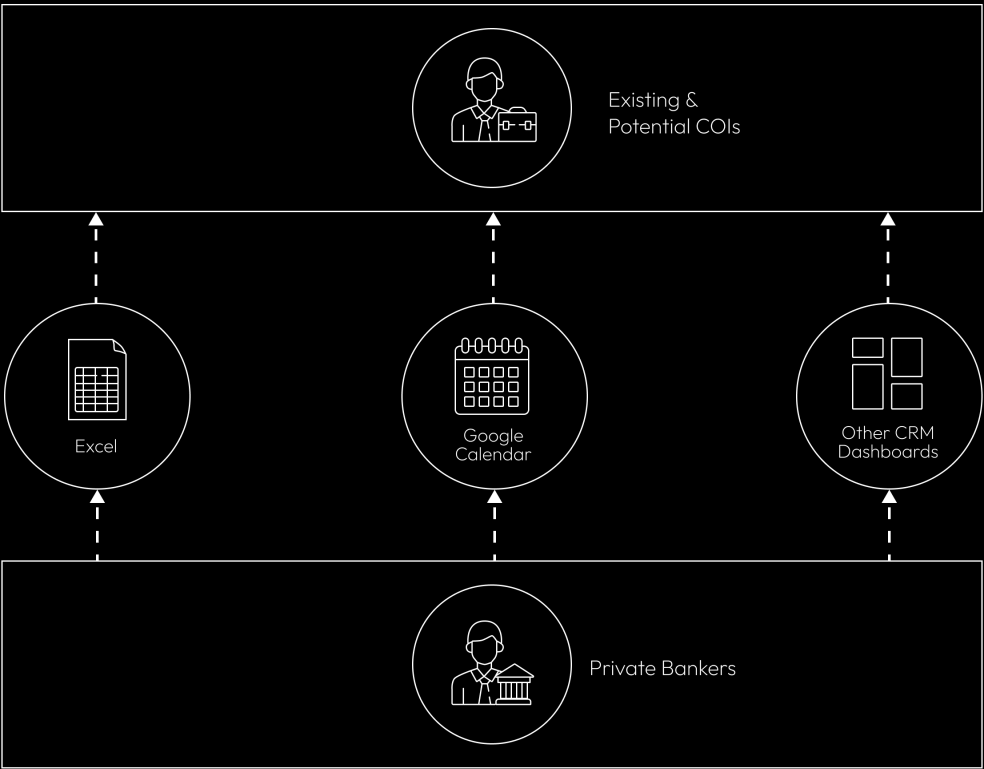 Existing &
Potential COIs
Excel
Google
Calendar
Other CRM
Dashboards
Private Bankers